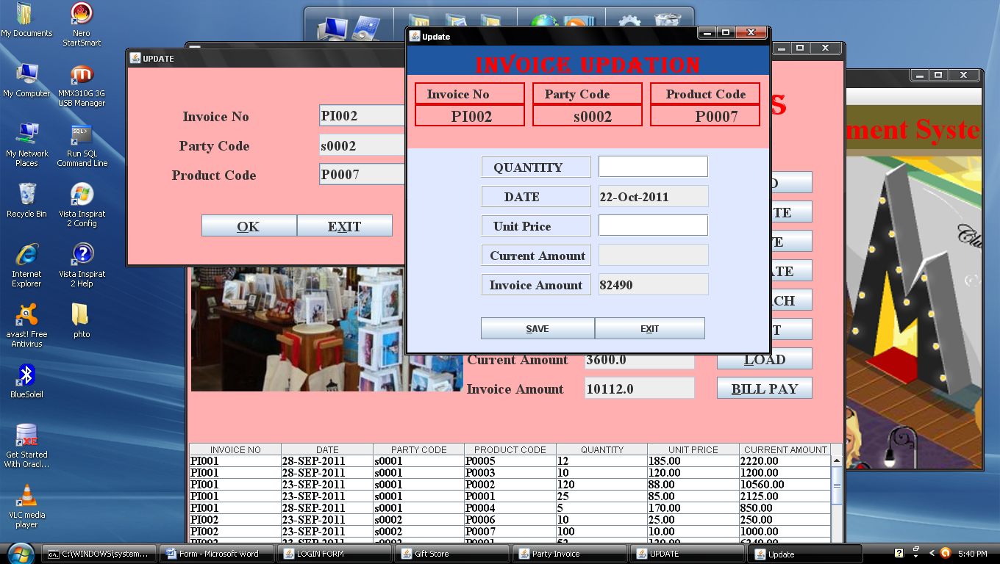 My Documents
Nero
StartSmart
My Computer
MMX310G 3G
USB Manager
My Network
Places
SQL>
Run SQL
Command Line
Recycle Bin
Vista Inspirat
2 Config
Internet
Explorer
Vista Inspirat
2 Help
avast! Free
Antivirus
phto
BlueSoleil
XE
Get Started
With Oracl...
VLC media
player
UPDATE
Invoice No
PI002
Party Code
s0002
Product Code
P0007
OK
EXIT
Update
INVOICE UPDATION
Invoice No
Party Code
Product Code
PI002
s0002
P0007
QUANTITY
DATE
22-Oct-2011
Unit Price
Current Amount
Invoice Amount
82490
SAVE
EXIT
s
ment Syste
D
TE
VE
ATE
CH
T
Current Amount
3600.0
LOAD
Invoice Amount
10112.0
BILL PAY
INVOICE NO DATE PARTY CODE PRODUCT CODE QUANTITY UNIT PRICE CURRENT AMOUNT
PI001 28-SEP-2011 s0001 P0005 12 185.00 2220.00
PI001 28-SEP-2011 s0001 P0003 10 120.00 1200.00
PI001 23-SEP-2011 s0001 P0002 120 88.00 10560.00
PI001 23-SEP-2011 s0001 P0001 25 85.00 2125.00
PI001 28-SEP-2011 s0001 P0004 5 170.00 850.00
PI002 23-SEP-2011 s0002 P0006 10 25.00 250.00
PI002 23-SEP-2011 s0002 P0007 100 10.00 1000.00
C:\WINDOWS\system...
Form - Microsoft Word
LOGIN FORM
Gift Store
Party Invoice
UPDATE
Update
5:40 PM